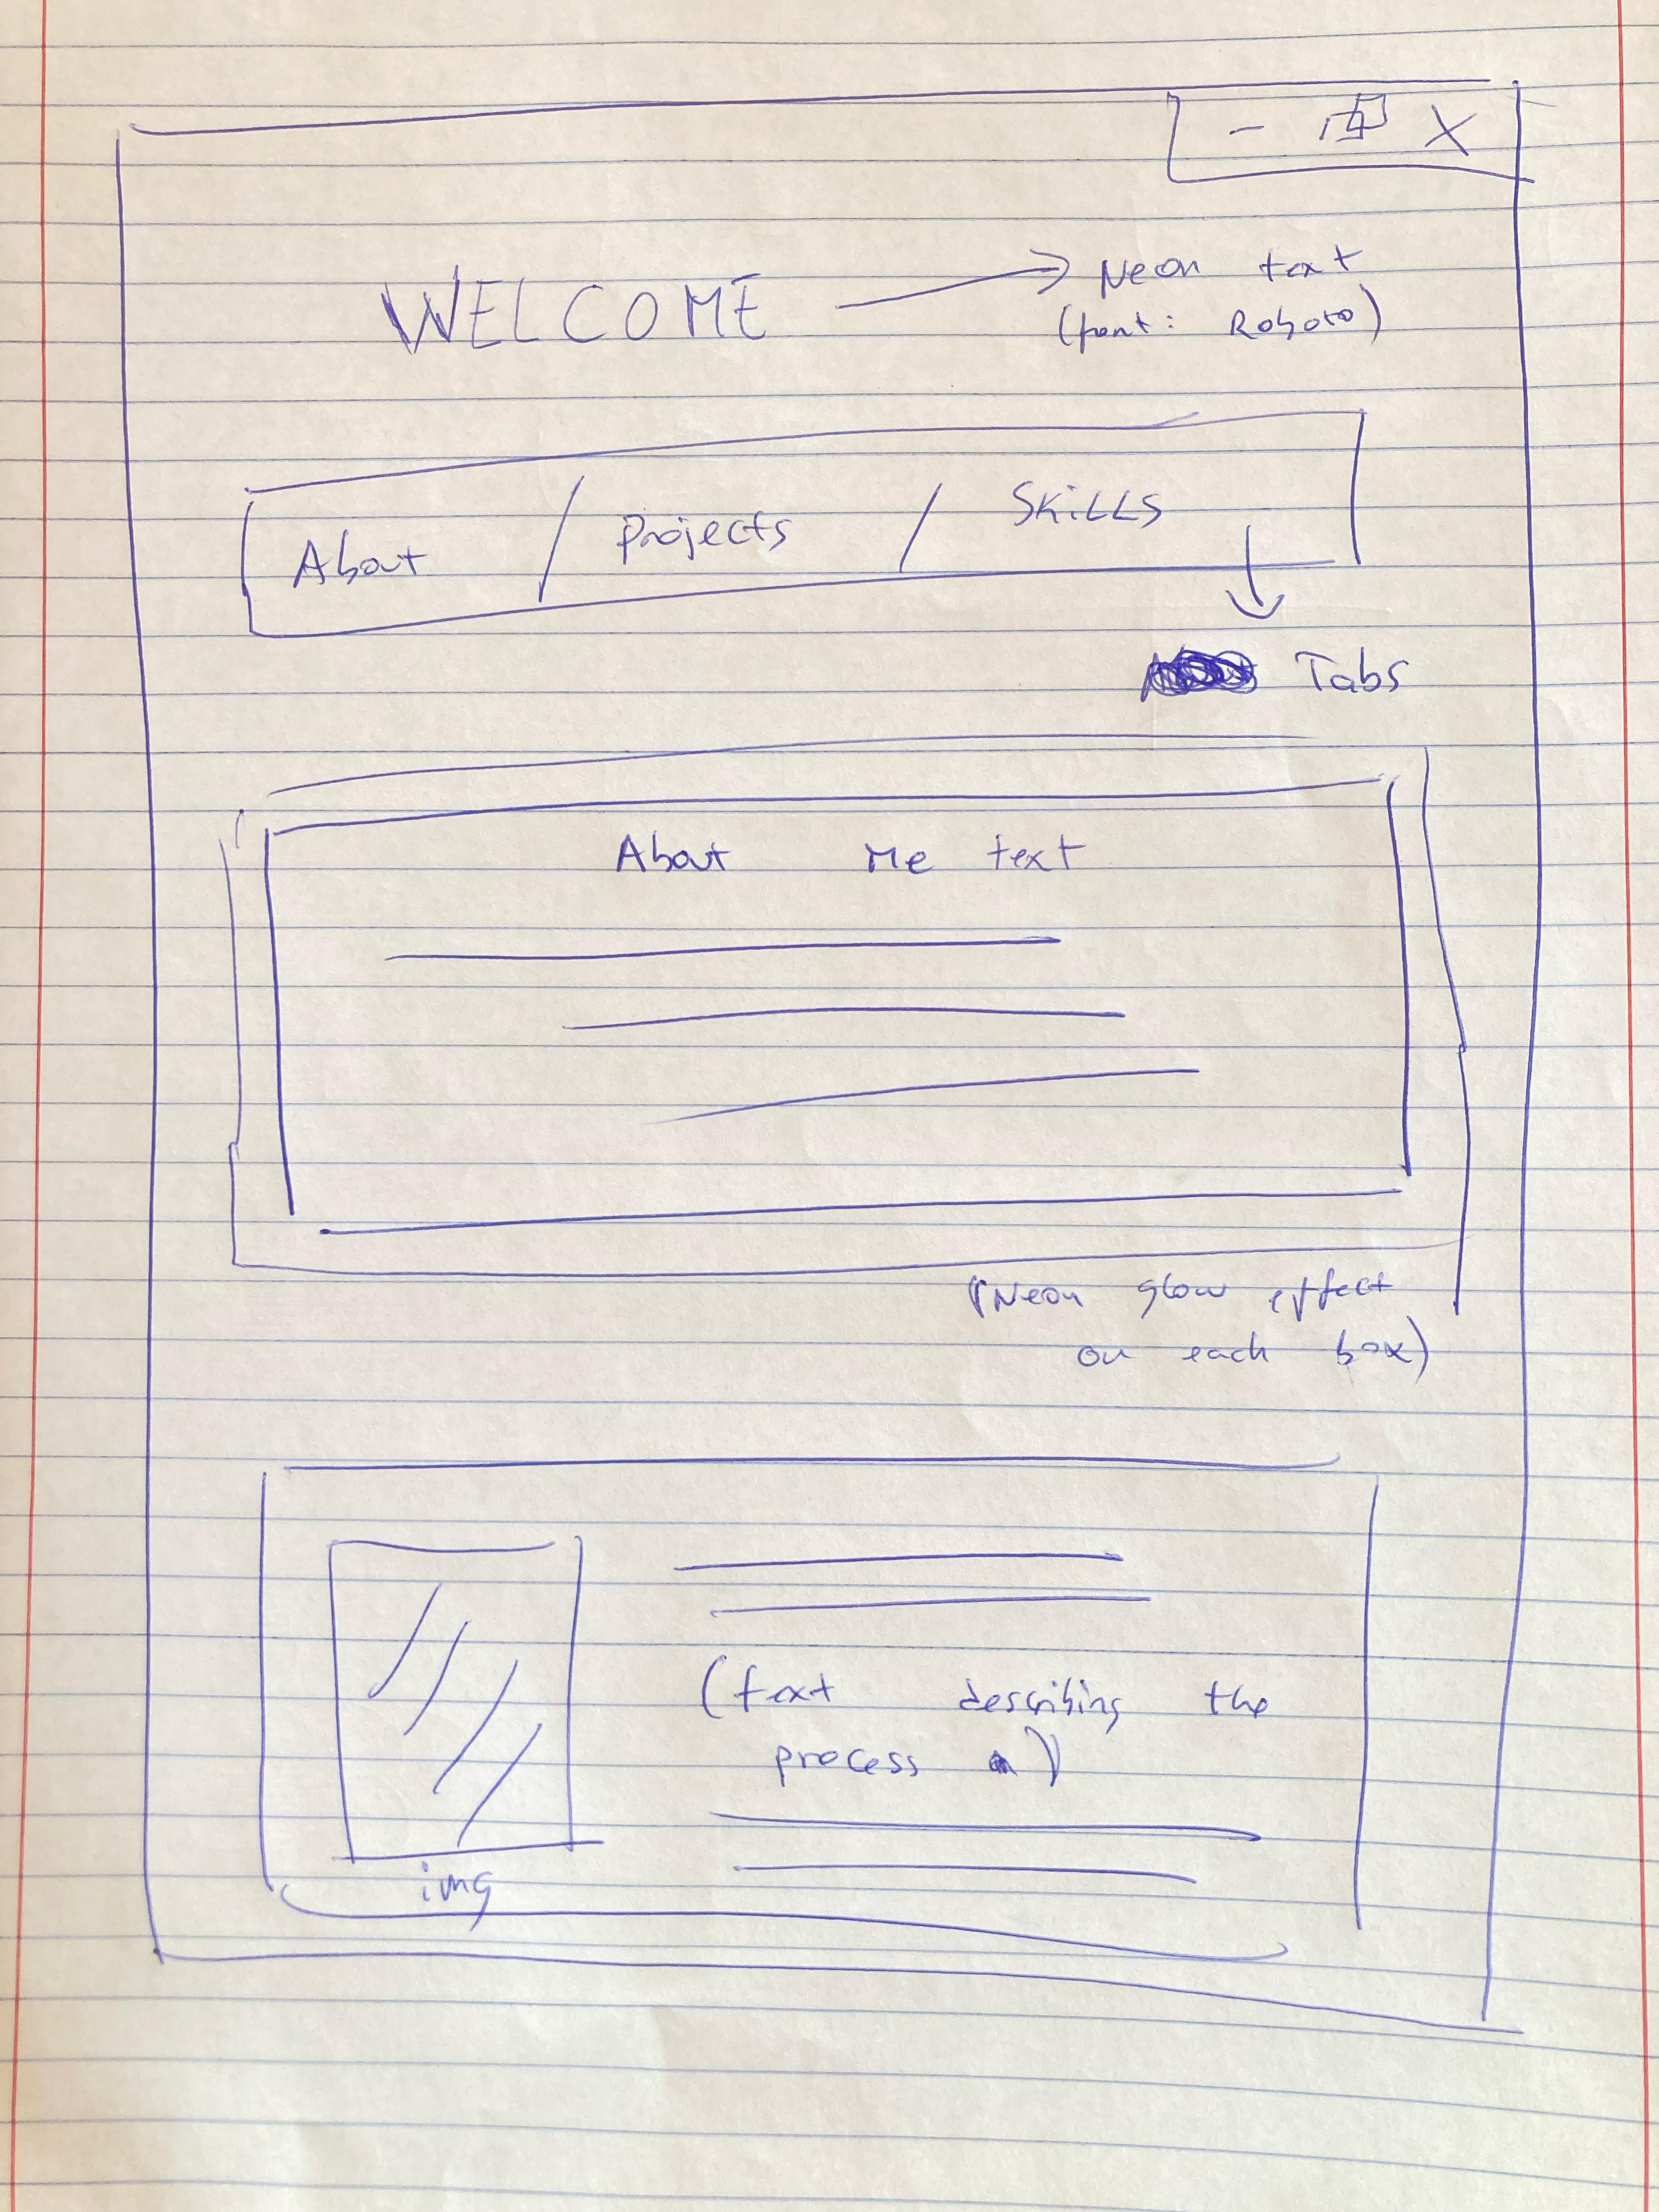 WELCOME
Neon text
(font: Roboto)
About / Projects / Skills
Tabs
About Me text
(Neon glow effect
on each box)
(text describing the
process )
img